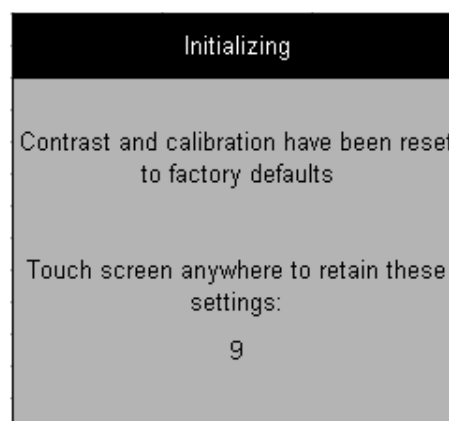 Initializing
Contrast and calibration have been reset
to factory defaults
Touch screen anywhere to retain these
settings:
9